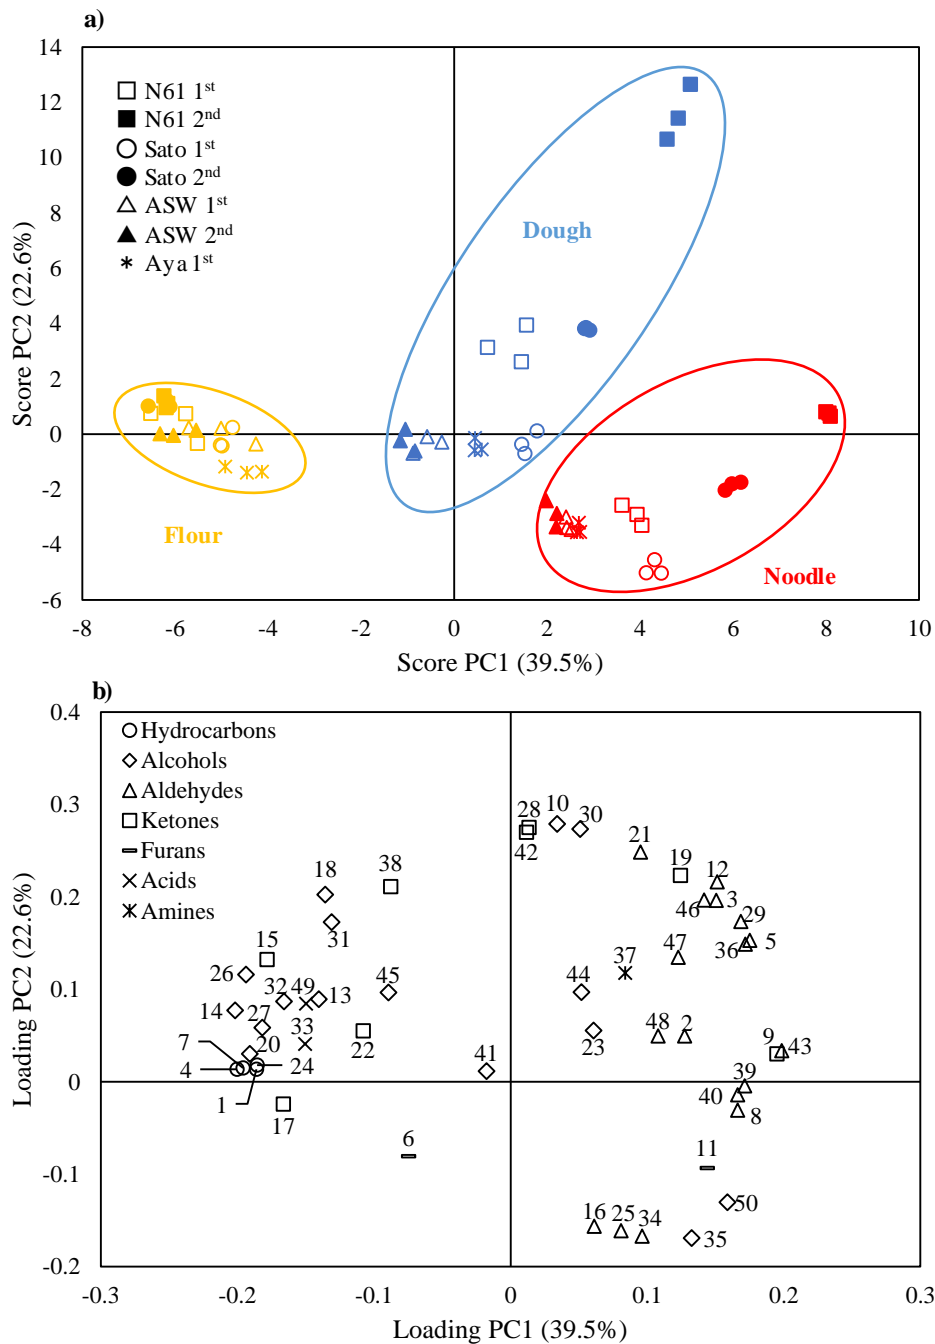 a)
14
12
10
8
6
4
2
0
-2
-4
-6
Score PC2 (22.6%)
N61 1st
N61 2nd
Sato 1st
Sato 2nd
ASW 1st
ASW 2nd
Aya 1st
Dough
Flour
Noodle
-8 -6 -4 -2 0 2 4 6 8 10
Score PC1 (39.5%)
b)
0.4
0.3
0.2
0.1
0
-0.1
-0.2
Loading PC2 (22.6%)
Hydrocarbons
Alcohols
Aldehydes
Ketones
Furans
Acids
Amines
28 10 30
42
21
19 12
46 3
29
36 5
47
37
44
23
48 2
9 43
39
40 8
11
50
16 25 34 35
18 38
31
15
26
32 49 13 45
14 27 33
22
7 20 24
4
1
17
41
6
-0.3 -0.2 -0.1 0 0.1 0.2 0.3
Loading PC1 (39.5%)